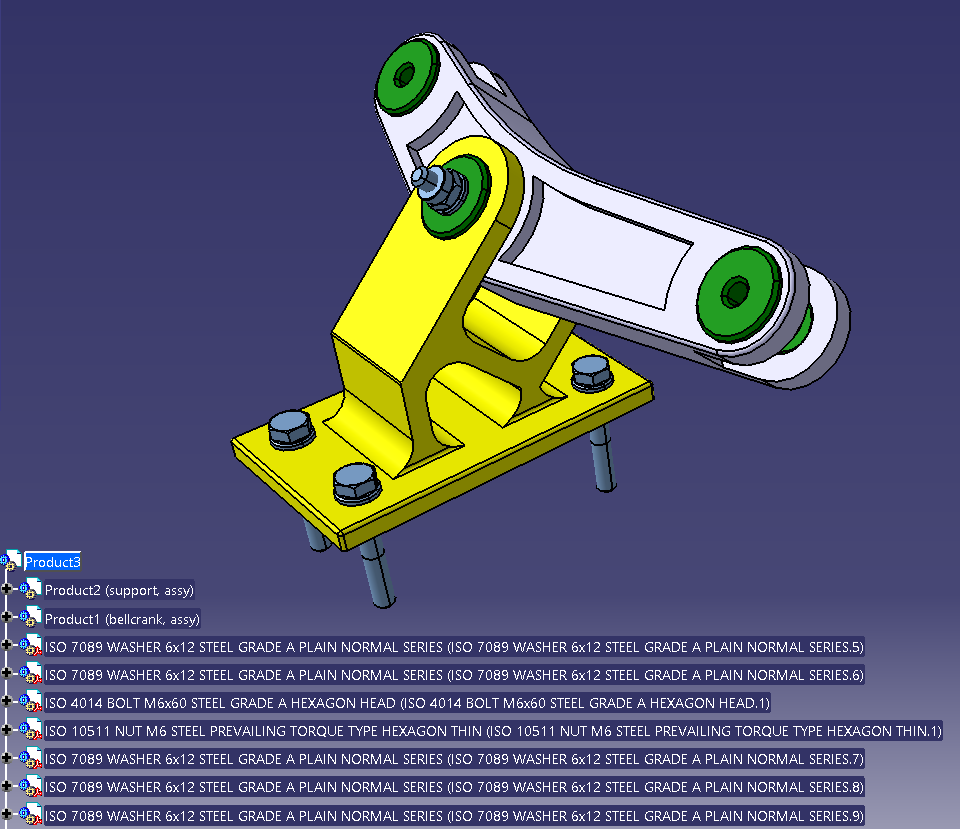 Product3
Product2 (support, assy)
Product1 (bellcrank, assy)
ISO 7089 WASHER 6x12 STEEL GRADE A PLAIN NORMAL SERIES (ISO 7089 WASHER 6x12 STEEL GRADE A PLAIN NORMAL SERIES.5)
ISO 7089 WASHER 6x12 STEEL GRADE A PLAIN NORMAL SERIES (ISO 7089 WASHER 6x12 STEEL GRADE A PLAIN NORMAL SERIES.6)
ISO 4014 BOLT M6x60 STEEL GRADE A HEXAGON HEAD (ISO 4014 BOLT M6x60 STEEL GRADE A HEXAGON HEAD.1)
ISO 10511 NUT M6 STEEL PREVAILING TORQUE TYPE HEXAGON THIN (ISO 10511 NUT M6 STEEL PREVAILING TORQUE TYPE HEXAGON THIN.1)
ISO 7089 WASHER 6x12 STEEL GRADE A PLAIN NORMAL SERIES (ISO 7089 WASHER 6x12 STEEL GRADE A PLAIN NORMAL SERIES.7)
ISO 7089 WASHER 6x12 STEEL GRADE A PLAIN NORMAL SERIES (ISO 7089 WASHER 6x12 STEEL GRADE A PLAIN NORMAL SERIES.8)
ISO 7089 WASHER 6x12 STEEL GRADE A PLAIN NORMAL SERIES (ISO 7089 WASHER 6x12 STEEL GRADE A PLAIN NORMAL SERIES.9)